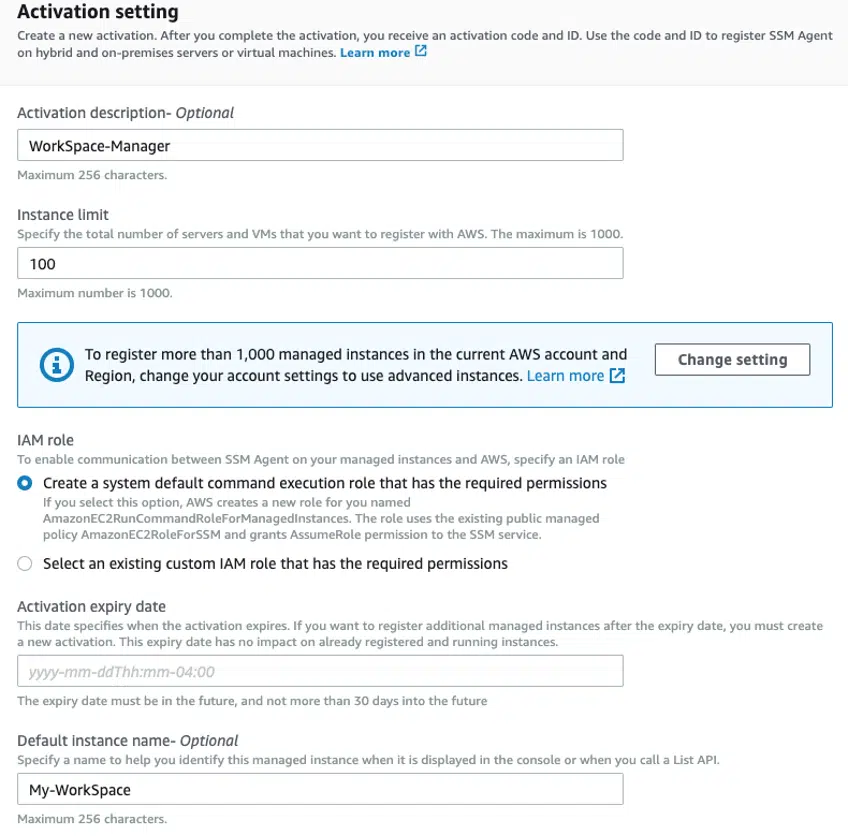 Activation setting
Create a new activation. After you complete the activation, you receive an activation code and ID. Use the code and ID to register SSM Agent
on hybrid and on-premises servers or virtual machines. Learn more
Activation description- Optional
WorkSpace-Manager
Maximum 256 characters.
Instance limit
Specify the total number of servers and VMs that you want to register with AWS. The maximum is 1000.
100
Maximum number is 1000.
To register more than 1,000 managed instances in the current AWS account and
Region, change your account settings to use advanced instances. Learn more
Change setting
IAM role
To enable communication between SSM Agent on your managed instances and AWS, specify an IAM role
Create a system default command execution role that has the required permissions
If you select this option, AWS creates a new role for you named
AmazonEC2RunCommandRoleForManagedInstances. The role uses the existing public managed
policy AmazonEC2RoleForSSM and grants AssumeRole permission to the SSM service.
Select an existing custom IAM role that has the required permissions
Activation expiry date
This date specifies when the activation expires. If you want to register additional managed instances after the expiry date, you must create
a new activation. This expiry date has no impact on already registered and running instances.
yyyy-mm-ddThh:mm-04:00
The expiry date must be in the future, and not more than 30 days into the future
Default instance name- Optional
Specify a name to help you identify this managed instance when it is displayed in the console or when you call a List API.
My-WorkSpace
Maximum 256 characters.